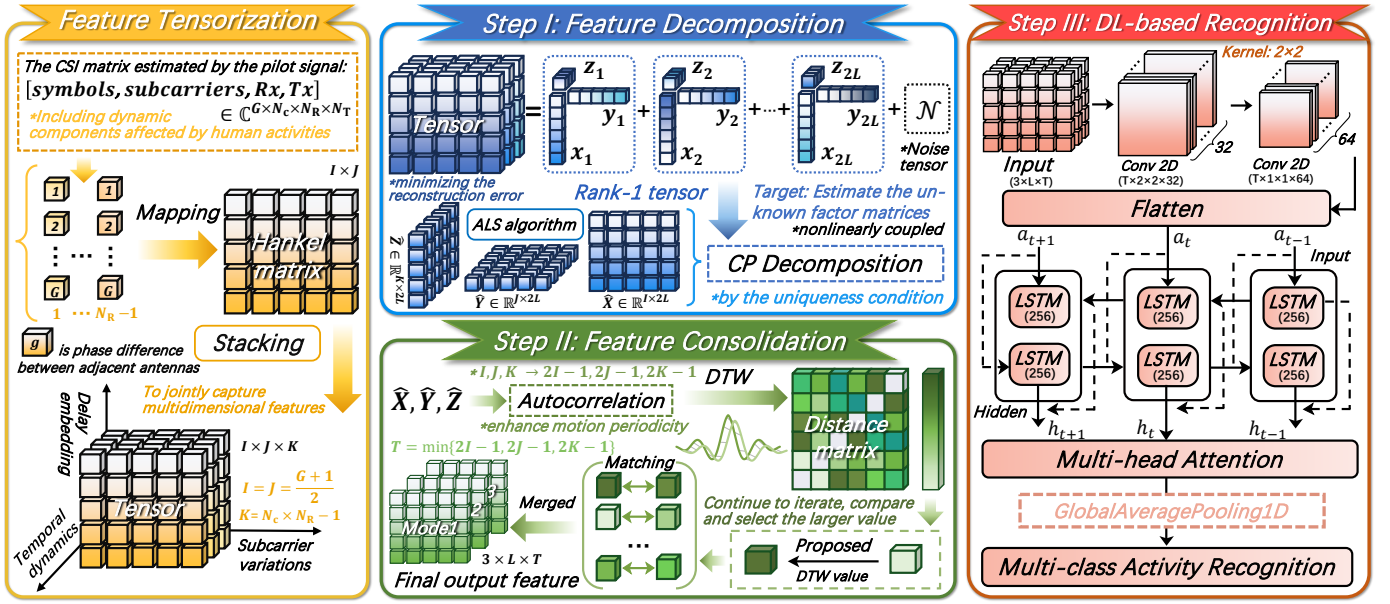 Feature Tensorization
The CSI matrix estimated by the pilot signal:
[symbols, subcarriers, Rx, Tx]
∈ ℂ^{G×N_c×N_R×N_T}
*Including dynamic
components affected by human activities
1 1
2 2
⋮ ⋯ ⋮
G G
1 ⋯ N_R −1
Mapping
I × J
Hankel
matrix
g is phase difference
between adjacent antennas
Stacking
To jointly capture
multidimensional features
Delay
embedding
Tensor
I × J × K
I = J = \frac{G + 1}{2}
K = N_c × N_R − 1
Temporal
dynamics
Subcarrier
variations
Step I: Feature Decomposition
Tensor
=
z_1
y_1
x_1
+
z_2
y_2
x_2
+ ⋯ +
z_{2L}
y_{2L}
x_{2L}
+
𝒩
*Noise
tensor
*minimizing the
reconstruction error
Rank-1 tensor
Target: Estimate the un-
known factor matrices
*nonlinearly coupled
ALS algorithm
Ẑ ∈ ℝ^{K×2L}
Ŷ ∈ ℝ^{J×2L}
X̂ ∈ ℝ^{I×2L}
CP Decomposition
*by the uniqueness condition
Step II: Feature Consolidation
*I, J, K → 2I − 1, 2J − 1, 2K − 1
X̂, Ŷ, Ẑ
Autocorrelation
*enhance motion periodicity
DTW
Distance
matrix
T = min{2I − 1, 2J − 1, 2K − 1}
3
2
Mode1
3 × L × T
Final output feature
Merged
Matching
...
Continue to iterate, compare
and select the larger value
Proposed
DTW value
Step III: DL-based Recognition
Kernel: 2×2
Input
(3×L×T)
Conv 2D
(T×2×2×32)
32
Conv 2D
(T×1×1×64)
64
Flatten
a_{t+1} a_t a_{t−1}
Input
LSTM
(256)
LSTM
(256)
LSTM
(256)
LSTM
(256)
LSTM
(256)
LSTM
(256)
Hidden
h_{t+1} h_t h_{t−1}
Multi-head Attention
GlobalAveragePooling1D
Multi-class Activity Recognition